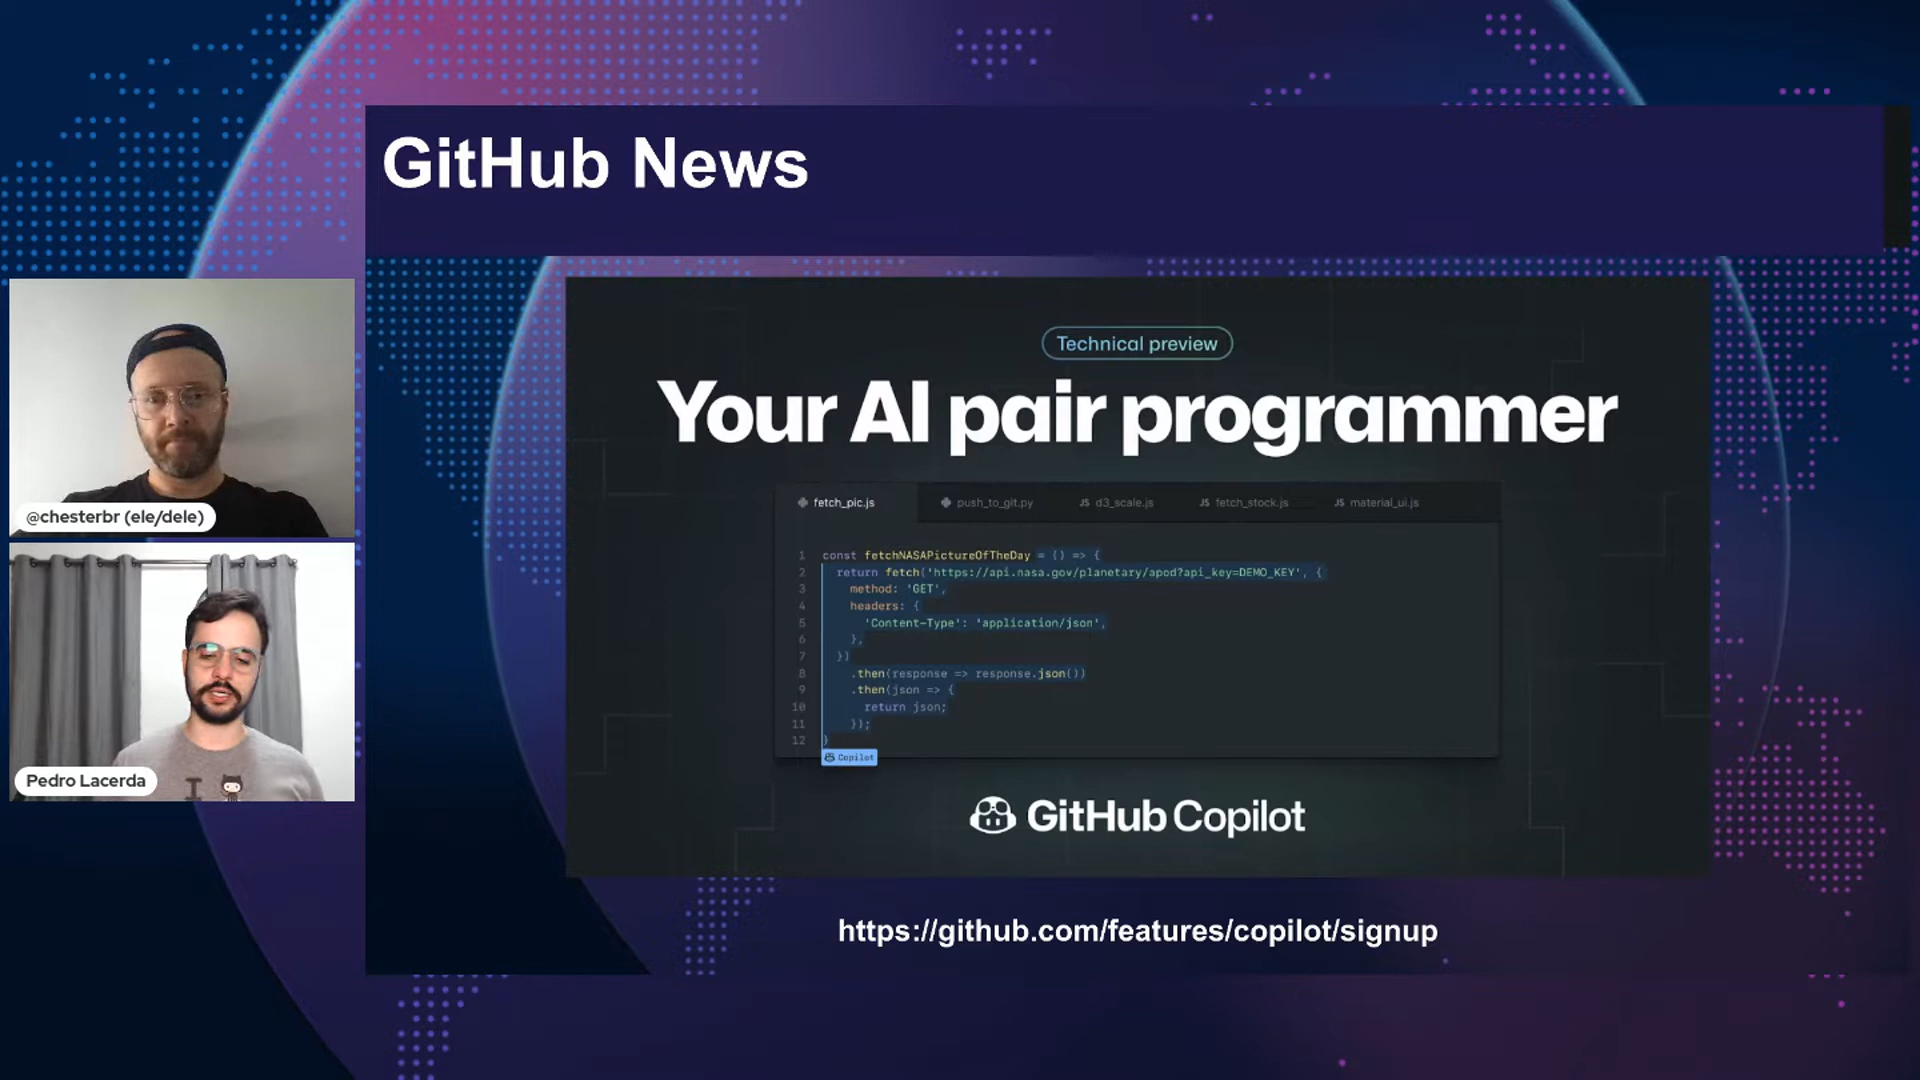 GitHub News
@chesterbr (ele/dele)
Pedro Lacerda
I
Technical preview
Your AI pair programmer
fetch_pic.js push_to_git.py JS d3_scale.js JS fetch_stock.js JS material_ui.js
1 const fetchNASAPictureOfTheDay = () => {
2 return fetch('https://api.nasa.gov/planetary/apod?api_key=DEMO_KEY', {
3 method: 'GET',
4 headers: {
5 'Content-Type': 'application/json',
6 },
7 })
8 .then(response => response.json())
9 .then(json => {
10 return json;
11 });
12 }
Copilot
GitHub Copilot
https://github.com/features/copilot/signup